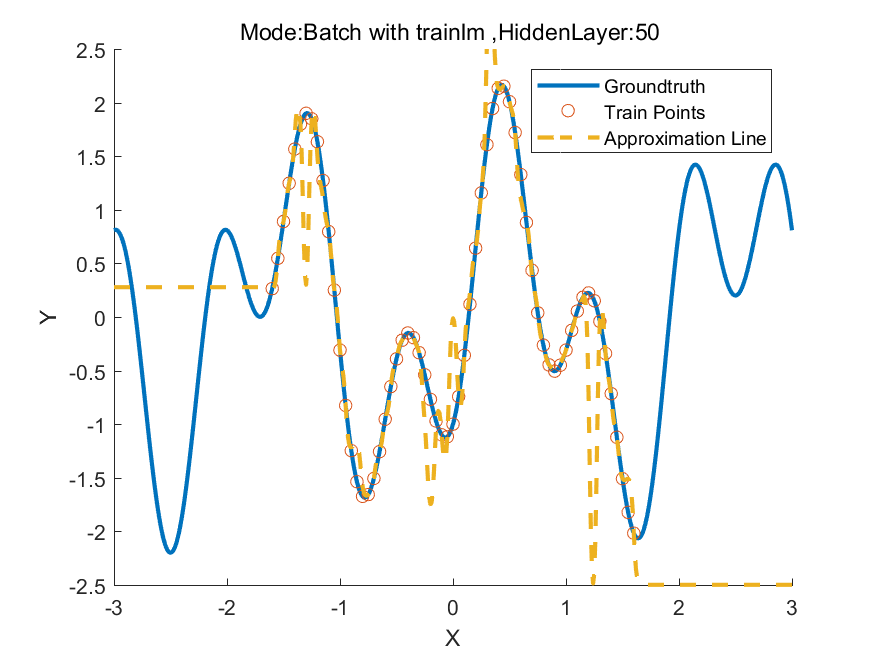 Mode:Batch with trainlm ,HiddenLayer:50
2.5
Groundtruth
Train Points
Approximation Line
2
1.5
1
0.5
Y
0
-0.5
-1
-1.5
-2
-2.5
-3 -2 -1 0 1 2 3
X